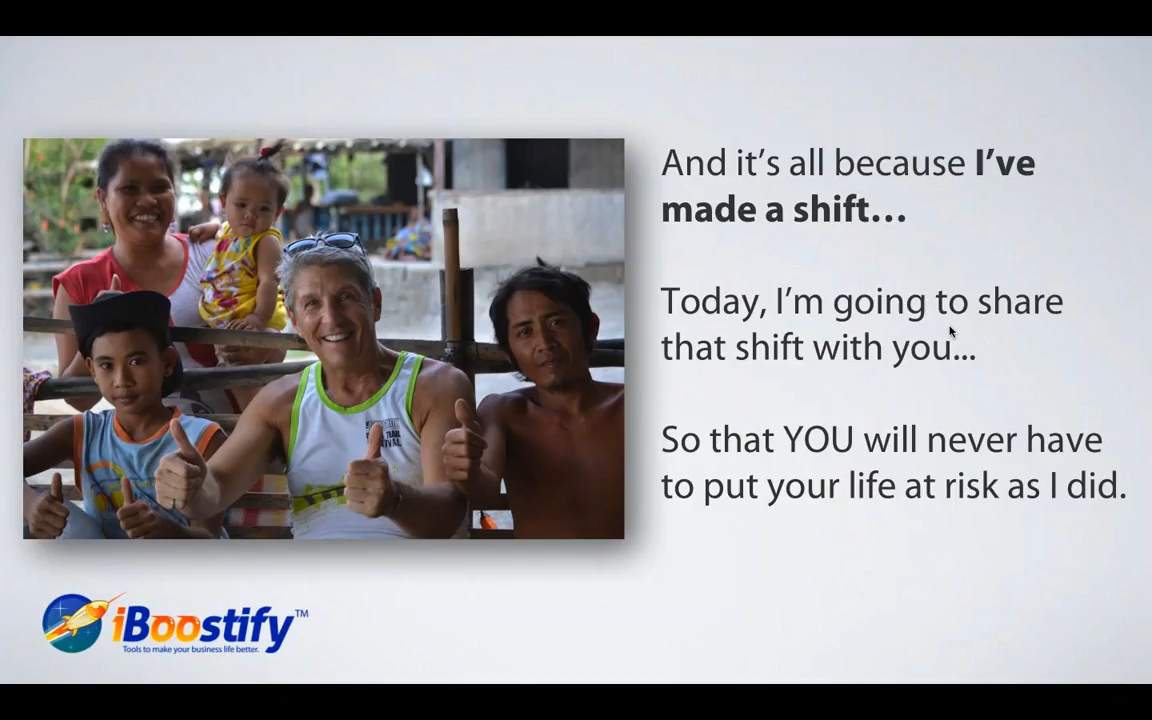 And it's all because I've
made a shift...
Today, I'm going to share
that shift with you...
So that YOU will never have
to put your life at risk as I did.
iBoostify™
Tools to make your business life better.